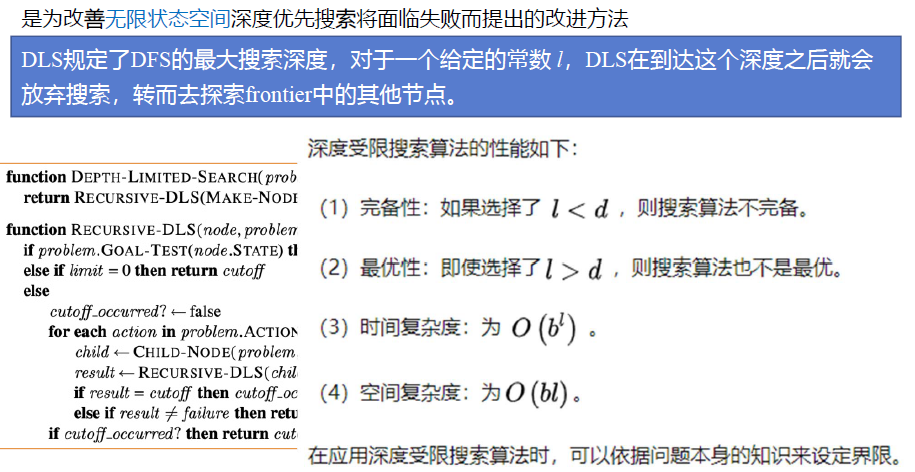 是为改善无限状态空间深度优先搜索将面临失败而提出的改进方法
DLS规定了DFS的最大搜索深度，对于一个给定的常数 l，DLS在到达这个深度之后就会
放弃搜索，转而去探索frontier中的其他节点。
function DEPTH-LIMITED-SEARCH( prob
return RECURSIVE-DLS(MAKE-NODE
function RECURSIVE-DLS(node, problem
if problem.GOAL-TEST(node.STATE) th
else if limit = 0 then return cutoff
else
cutoff_occurred? ← false
for each action in problem.ACTION
child ← CHILD-NODE(problem
result ← RECURSIVE-DLS(chil
if result = cutoff then cutoff_oc
else if result ≠ failure then retu
if cutoff_occurred? then return cut
深度受限搜索算法的性能如下：
（1）完备性：如果选择了 l < d ，则搜索算法不完备。
（2）最优性：即使选择了 l > d ，则搜索算法也不是最优。
（3）时间复杂度：为 O (b^l) 。
（4）空间复杂度：为 O (bl)。
在应用深度受限搜索算法时，可以依据问题本身的知识来设定界限。